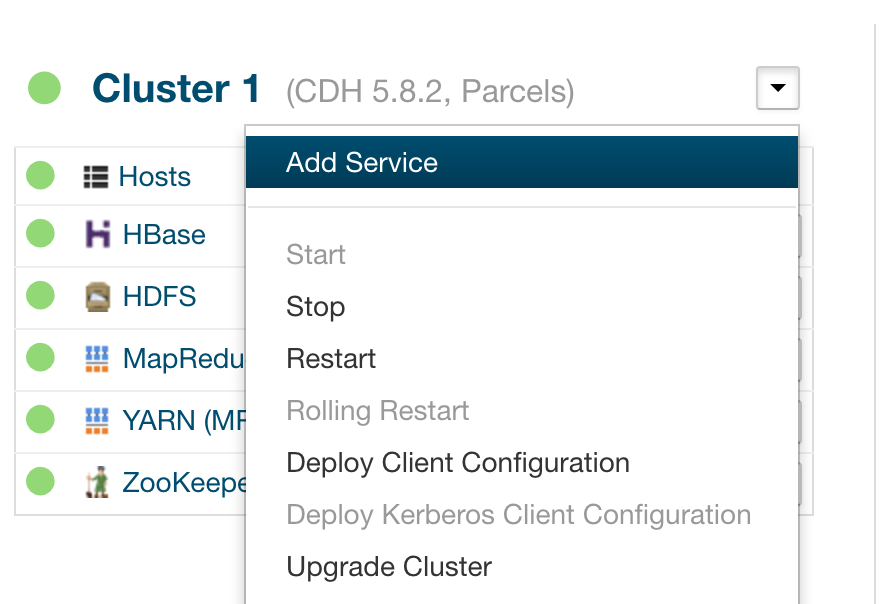 Cluster 1 (CDH 5.8.2, Parcels)
Add Service
Hosts
HBase
Start
HDFS
Stop
MapRedu
Restart
Rolling Restart
YARN (MR
Deploy Client Configuration
ZooKeepe
Deploy Kerberos Client Configuration
Upgrade Cluster